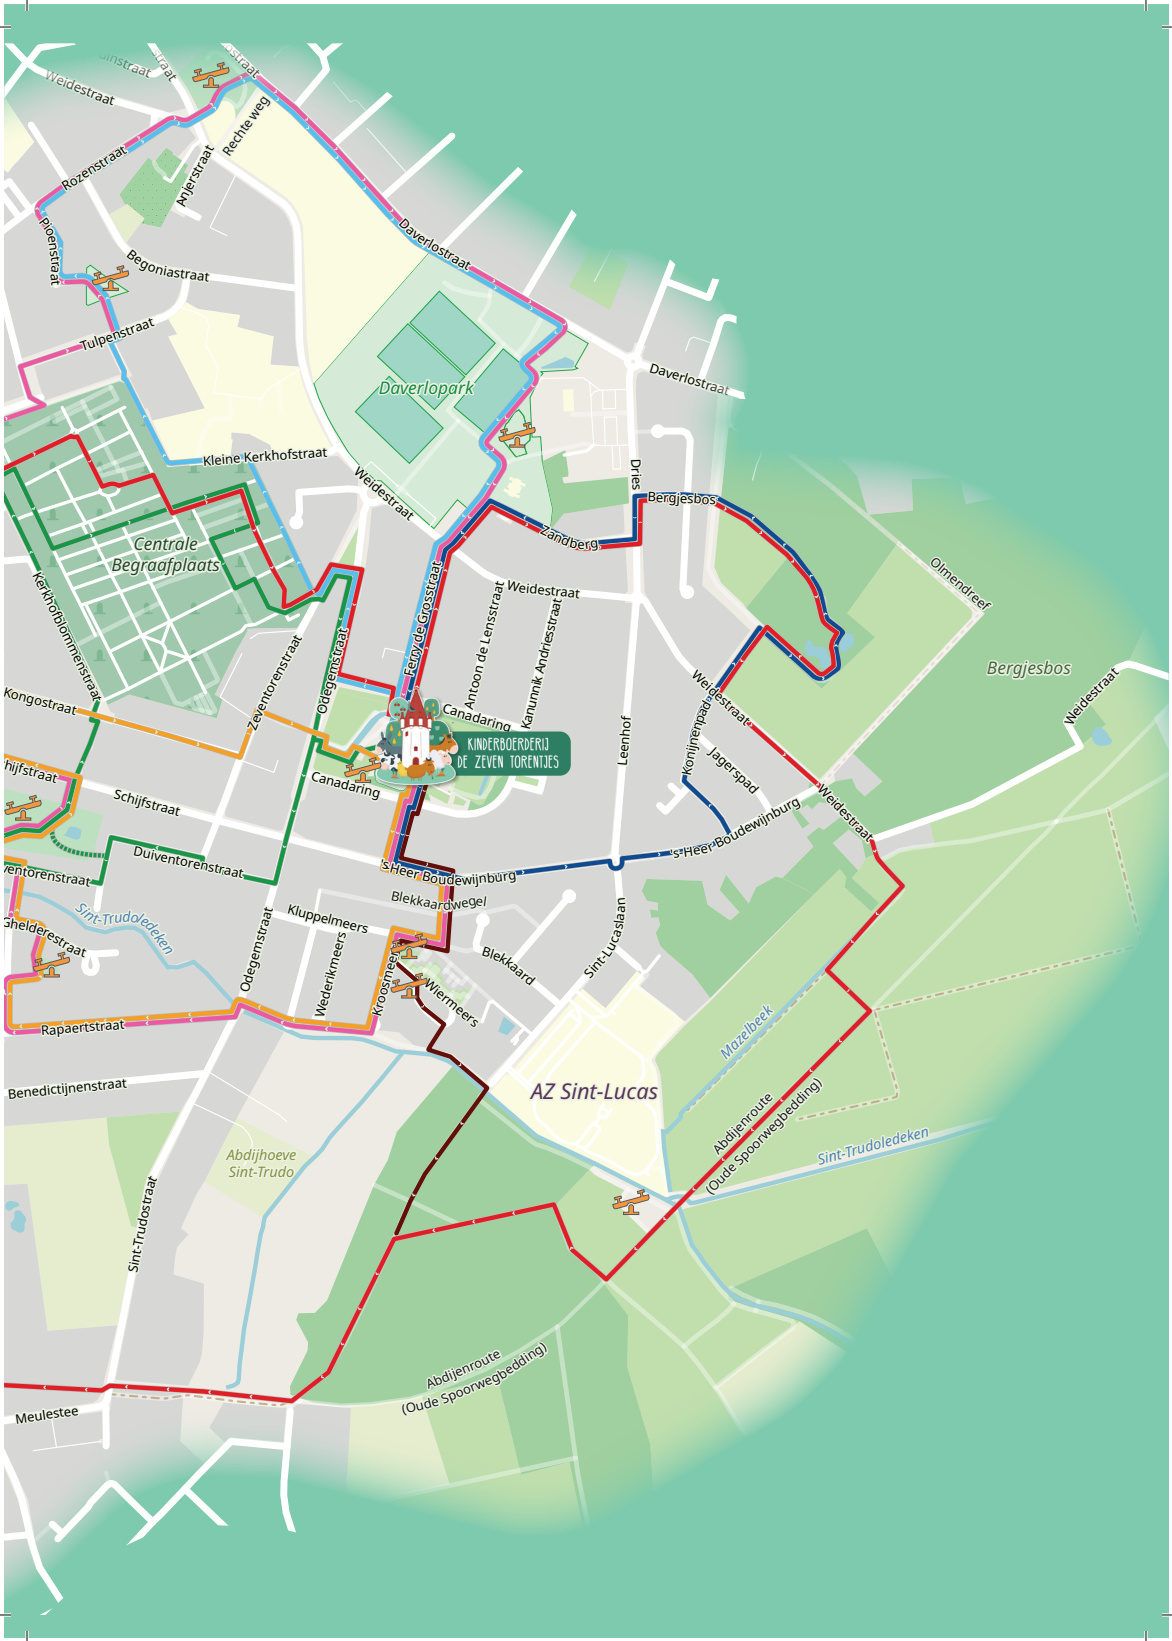 Weidestraat
Rechte weg
Rozenstraat
Anjerstraat
Pioenstraat
Begoniastraat
Daverlostraat
Tulpenstraat
Daverlopark
Daverlostraat
Kleine Kerkhofstraat
Weidestraat
Dries
Bergjesbos
Zandberg
Centrale
Begraafplaats
Kerkhofblommenstraat
Olmendreef
Weidestraat
Ferry de Grosstraat
Antoon de Lensstraat
Kanunnik Andriesstraat
Odegemstraat
Zeventorenstraat
Bergjesbos
Weidestraat
Weidestraat
Kongostraat
Canadaring
KINDERBOERDERIJ
DE ZEVEN TORENTJES
Leenhof
Konijnenpad
Jagerspad
Canadaring
Schijfstraat
Weidestraat
's Heer Boudewijnburg
Duiventorenstraat
's Heer Boudewijnburg
Blekkaardwegel
Sint-Trudoledeken
Kluppelmeers
Odegemstraat
Wederikmeers
Kroosmeers
Blekkaard
Sint-Lucaslaan
Wiermeers
Rapaertstraat
Mazelbeek
Benedictijnenstraat
AZ Sint-Lucas
Abdijenroute
(Oude Spoorwegbedding)
Sint-Trudoledeken
Abdijhoeve
Sint-Trudo
Sint-Trudostraat
Abdijenroute
(Oude Spoorwegbedding)
Meulestee